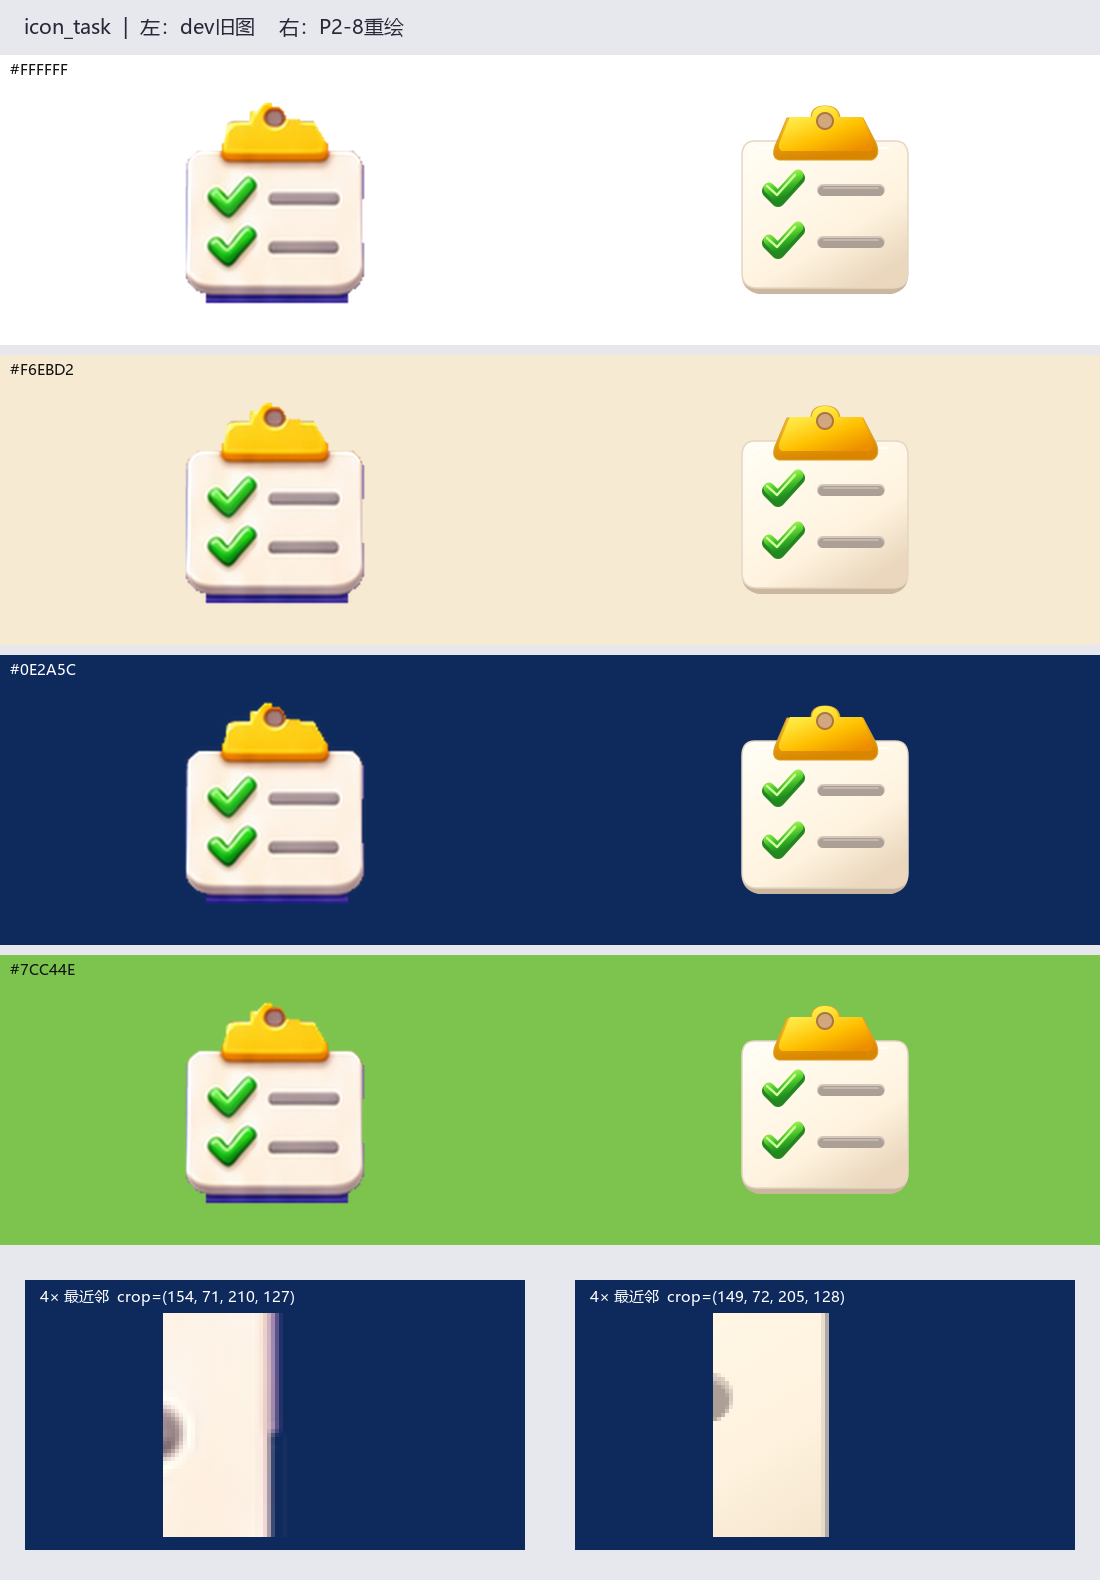 icon_task | 左：dev旧图 右：P2-8重绘
#FFFFFF
#F6EBD2
#0E2A5C
#7CC44E
4× 最近邻 crop=(154, 71, 210, 127)
4× 最近邻 crop=(149, 72, 205, 128)